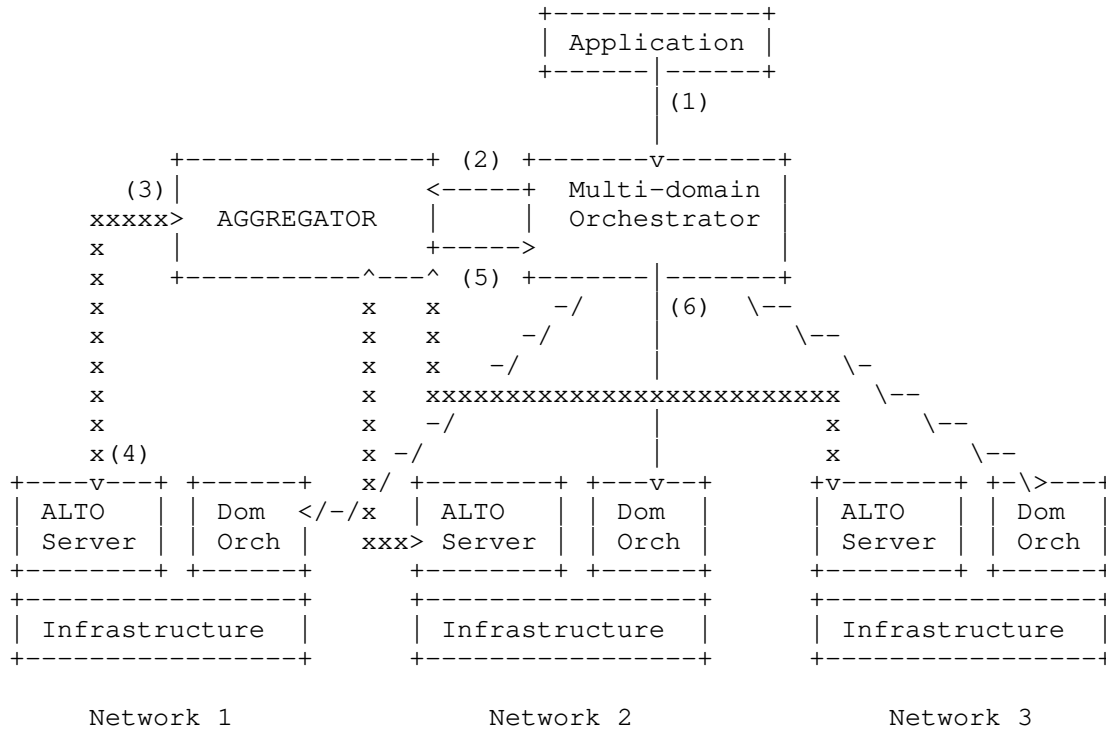 Application
(1)
(2)
(3) Multi-domain
AGGREGATOR Orchestrator
(5)
(6)
(4)
ALTO Dom ALTO Dom ALTO Dom
Server Orch Server Orch Server Orch
Infrastructure Infrastructure Infrastructure
Network 1 Network 2 Network 3